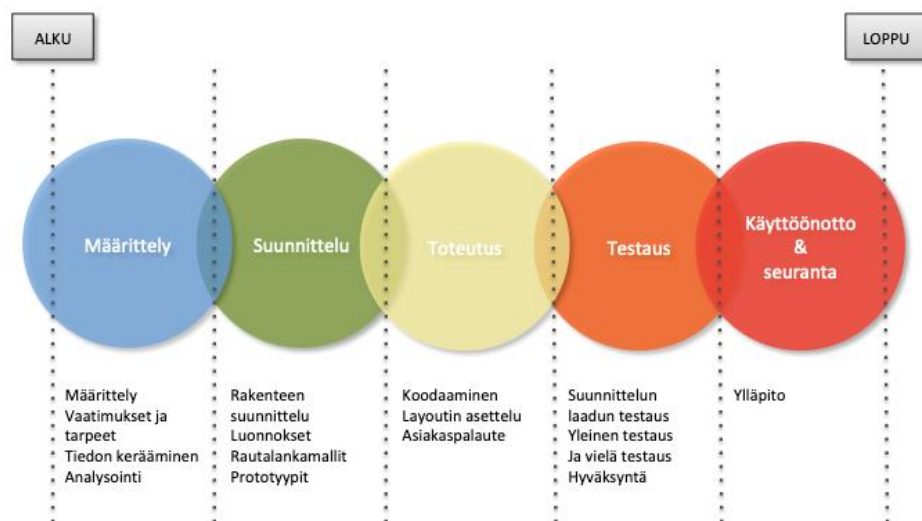 ALKU
LOPPU
Määrittely
Suunnittelu
Toteutus
Testaus
Käyttöönotto
&
seuranta
Määrittely
Vaatimukset ja
tarpeet
Tiedon kerääminen
Analysointi
Rakenteen
suunnittelu
Luonnokset
Rautalankamallit
Prototyypit
Koodaaminen
Layoutin asettelu
Asiakaspalaute
Suunnittelun
laadun testaus
Yleinen testaus
Ja vielä testaus
Hyväksyntä
Ylläpito